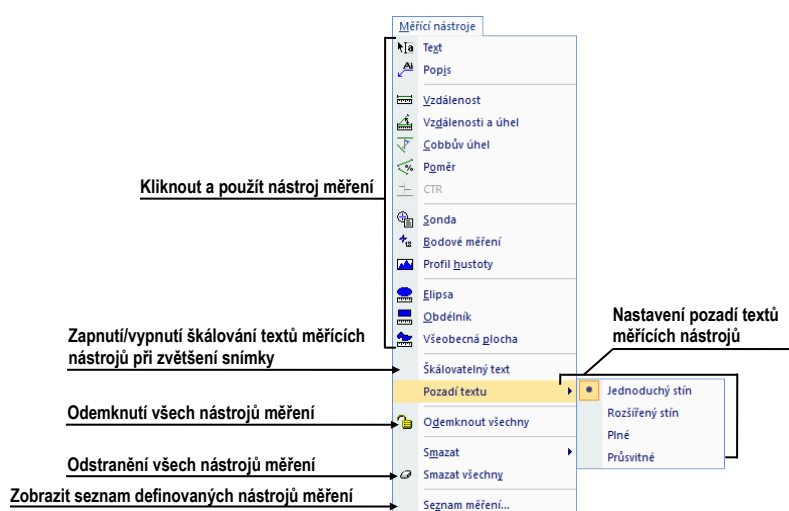 Měřící nástroje
Text
Popis
Vzdálenost
Vzdálenosti a úhel
Cobbův úhel
Poměr
CTR
Sonda
Bodové měření
Profil hustoty
Elipsa
Obdélník
Všeobecná plocha
Škálovatelný text
Pozadí textu
Odemknout všechny
Smazat
Smazat všechny
Seznam měření...
Jednoduchý stín
Rozšířený stín
Plné
Průsvitné
Kliknout a použít nástroj měření
Zapnutí/vypnutí škálování textů měřících
nástrojů při zvětšení snímky
Odemknutí všech nástrojů měření
Odstranění všech nástrojů měření
Zobrazit seznam definovaných nástrojů měření
Nastavení pozadí textů
měřících nástrojů